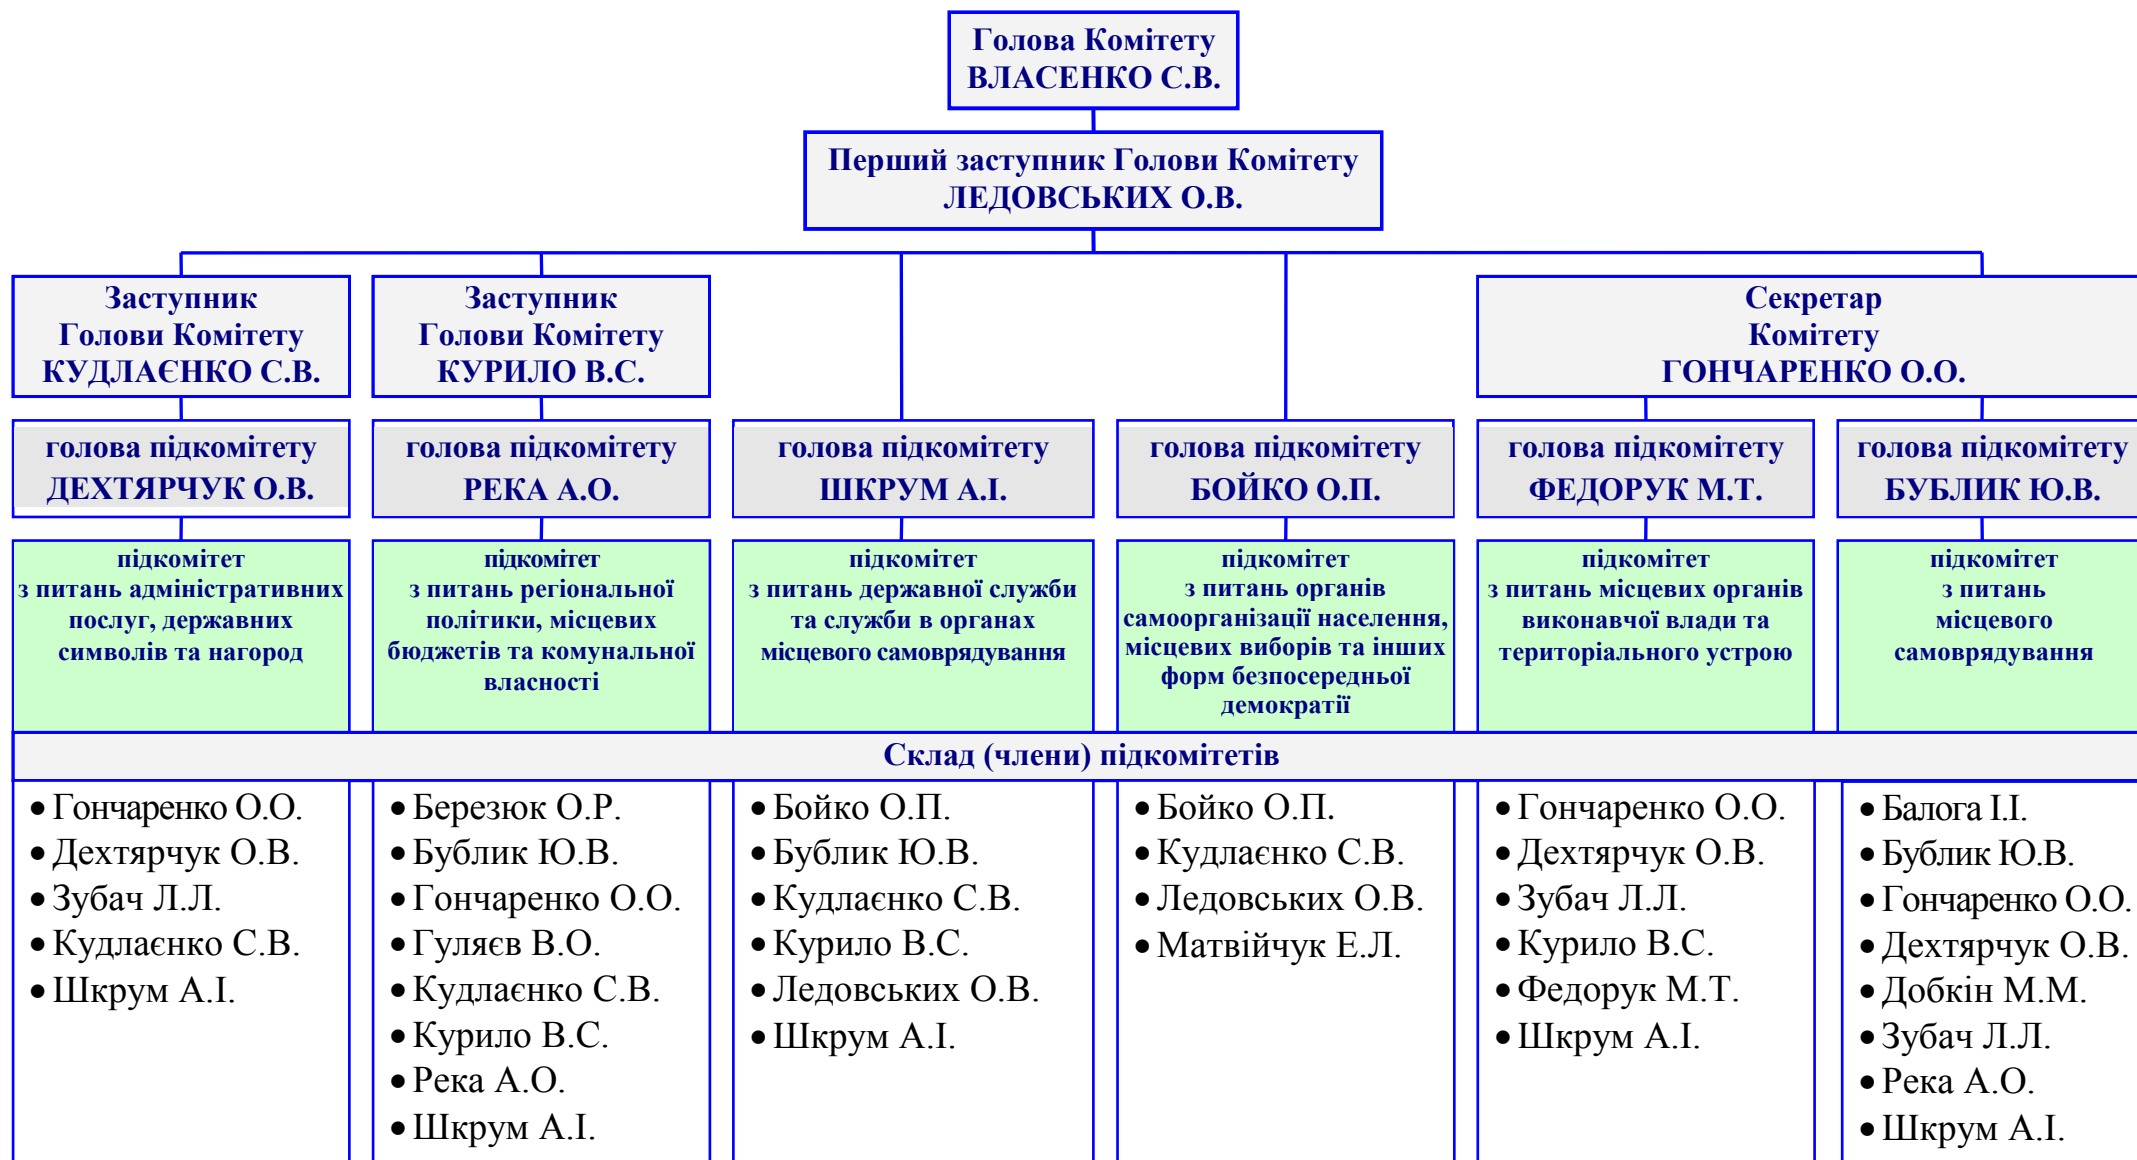 Голова Комітету
ВЛАСЕНКО С.В.
Перший заступник Голови Комітету
ЛЕДОВСЬКИХ О.В.
Заступник
Голови Комітету
КУДЛАЄНКО С.В.
Заступник
Голови Комітету
КУРИЛО В.С.
Секретар
Комітету
ГОНЧАРЕНКО О.О.
голова підкомітету
ДЕХТЯРЧУК О.В.
голова підкомітету
РЕКА А.О.
голова підкомітету
ШКРУМ А.І.
голова підкомітету
БОЙКО О.П.
голова підкомітету
ФЕДОРУК М.Т.
голова підкомітету
БУБЛИК Ю.В.
підкомітет
з питань адміністративних
послуг, державних
символів та нагород
підкомітет
з питань регіональної
політики, місцевих
бюджетів та комунальної
власності
підкомітет
з питань державної служби
та служби в органах
місцевого самоврядування
підкомітет
з питань органів
самоорганізації населення,
місцевих виборів та інших
форм безпосередньої
демократії
підкомітет
з питань місцевих органів
виконавчої влади та
територіального устрою
підкомітет
з питань
місцевого
самоврядування
Склад (члени) підкомітетів
• Гончаренко О.О.
• Дехтярчук О.В.
• Зубач Л.Л.
• Кудлаєнко С.В.
• Шкрум А.І.
• Березюк О.Р.
• Бублик Ю.В.
• Гончаренко О.О.
• Гуляєв В.О.
• Кудлаєнко С.В.
• Курило В.С.
• Река А.О.
• Шкрум А.І.
• Бойко О.П.
• Бублик Ю.В.
• Кудлаєнко С.В.
• Курило В.С.
• Ледовських О.В.
• Шкрум А.І.
• Бойко О.П.
• Кудлаєнко С.В.
• Ледовських О.В.
• Матвійчук Е.Л.
• Гончаренко О.О.
• Дехтярчук О.В.
• Зубач Л.Л.
• Курило В.С.
• Федорук М.Т.
• Шкрум А.І.
• Балога І.І.
• Бублик Ю.В.
• Гончаренко О.О.
• Дехтярчук О.В.
• Добкін М.М.
• Зубач Л.Л.
• Река А.О.
• Шкрум А.І.